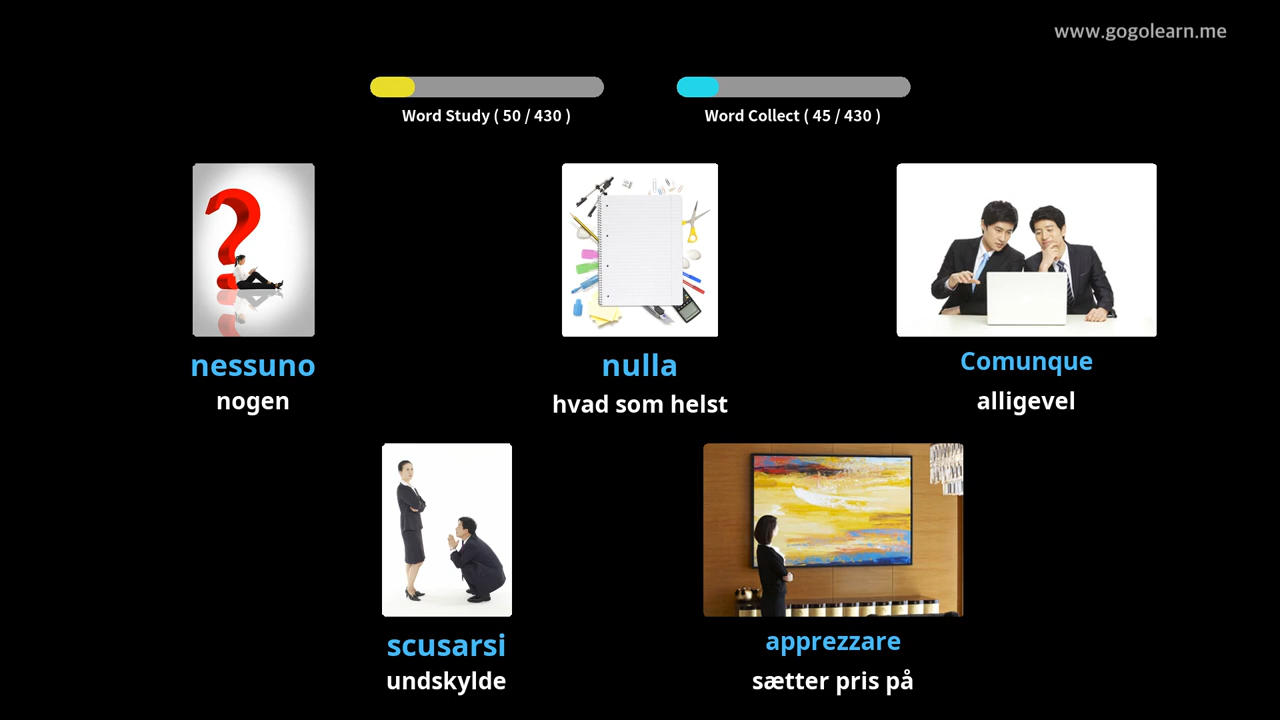 www.gogolearn.me
Word Study ( 50 / 430 )
Word Collect ( 45 / 430 )
nessuno
nogen
nulla
hvad som helst
Comunque
alligevel
scusarsi
undskylde
apprezzare
sætter pris på